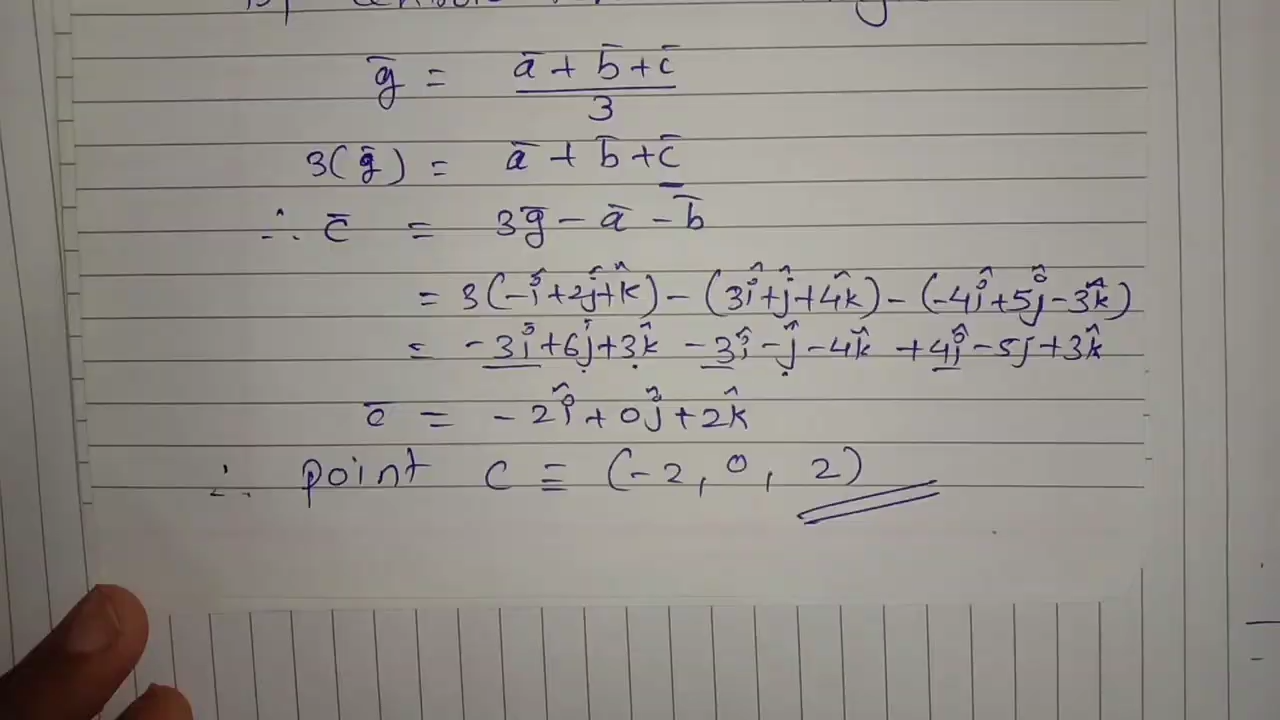 ḡ = (ā + b̄ + c̄)/3
3(ḡ) = ā + b̄ + c̄
∴ c̄ = 3ḡ - ā - b̄
= 3(-î+2ĵ+k̂) - (3î+ĵ+4k̂) - (-4î+5ĵ-3k̂)
= -3î+6ĵ+3k̂ -3î-ĵ-4k̂ +4î-5j+3k̂
c̄ = -2î+0ĵ+2k̂
∴ point C ≡ (-2, 0, 2)